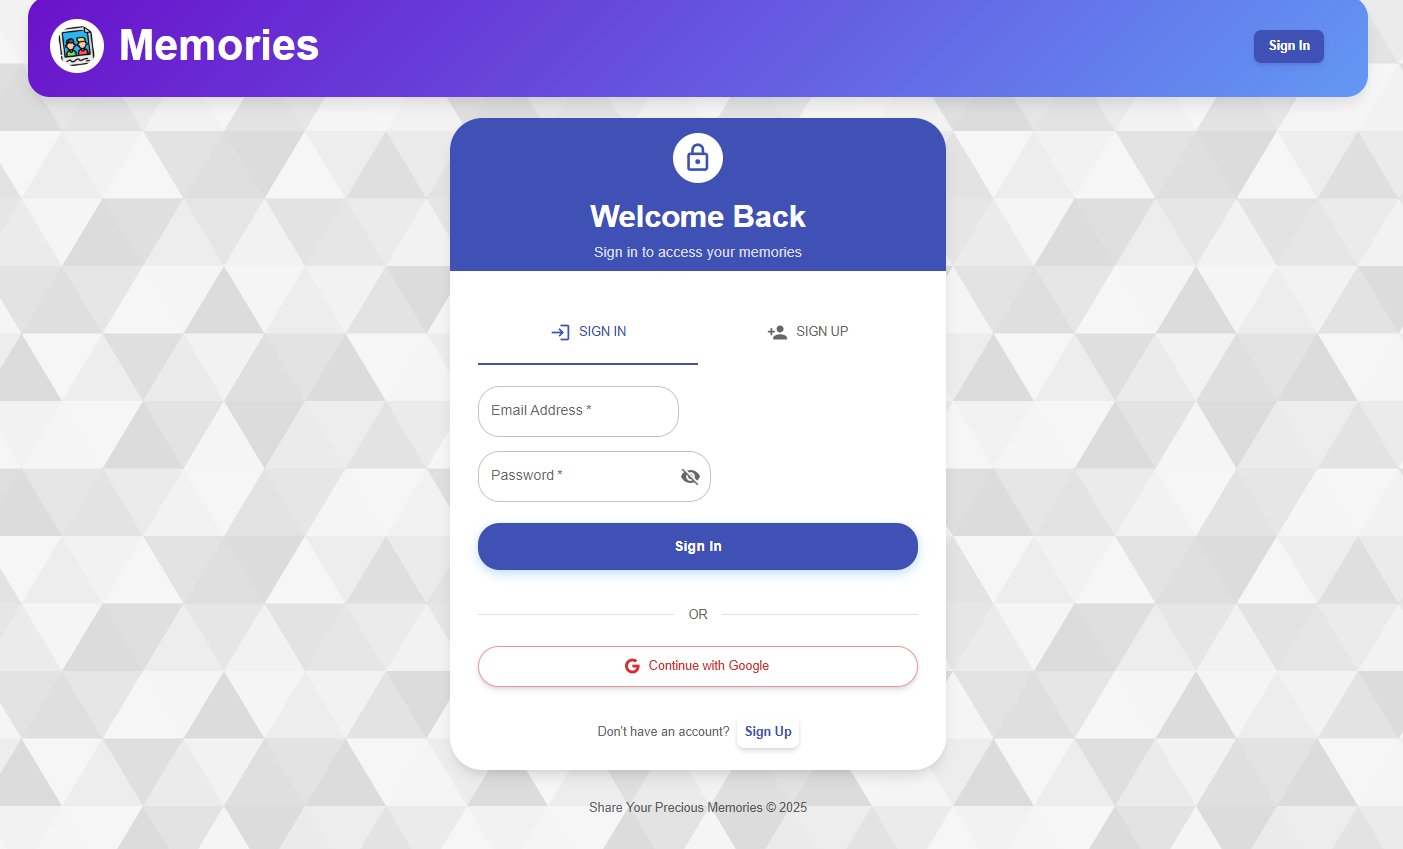 Memories
Sign In
Welcome Back
Sign in to access your memories
SIGN IN
SIGN UP
Email Address *
Password *
Sign In
OR
Continue with Google
Don't have an account? Sign Up
Share Your Precious Memories © 2025